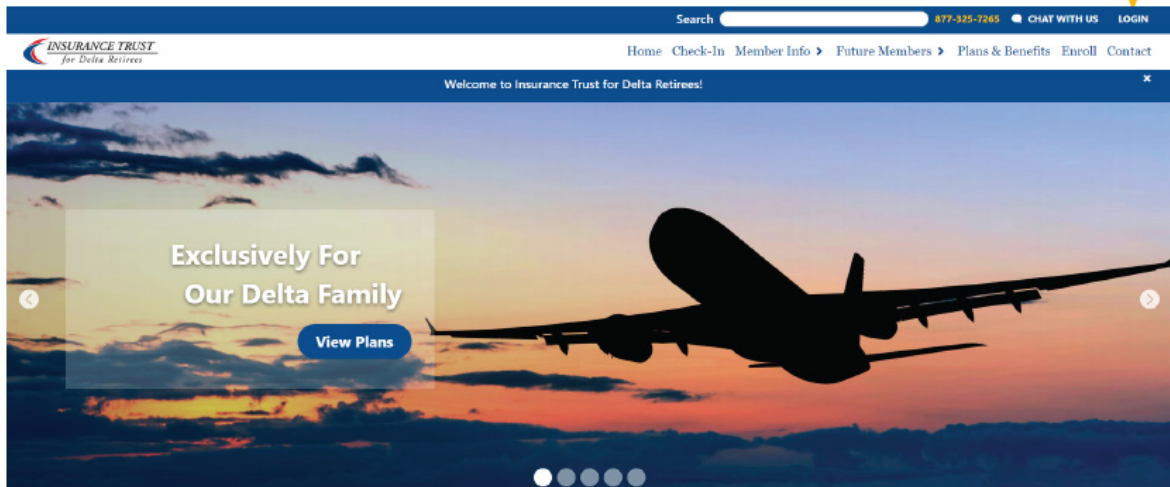 Search 877-325-7265 CHAT WITH US LOGIN
INSURANCE TRUST
for Delta Retirees
Home Check-In Member Info Future Members Plans & Benefits Enroll Contact
Welcome to Insurance Trust for Delta Retirees!
Exclusively For
Our Delta Family
View Plans